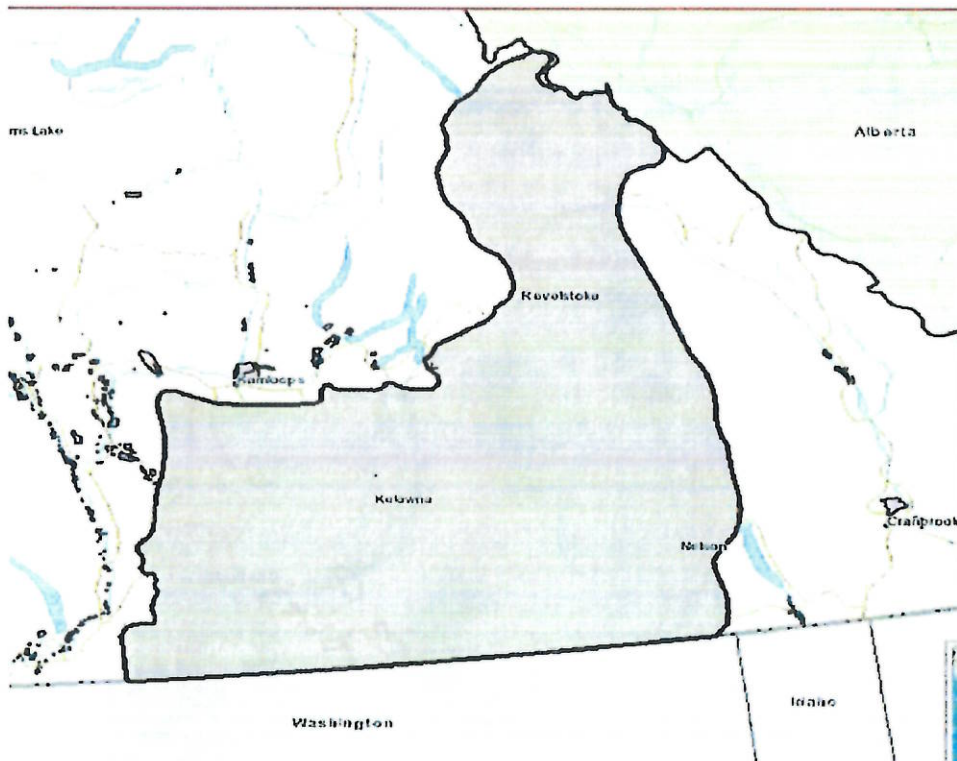 ms Lake
Alberta
Revelstoke
Kamloops
Kelowna
Cranbrook
Nelson
Idaho
Washington